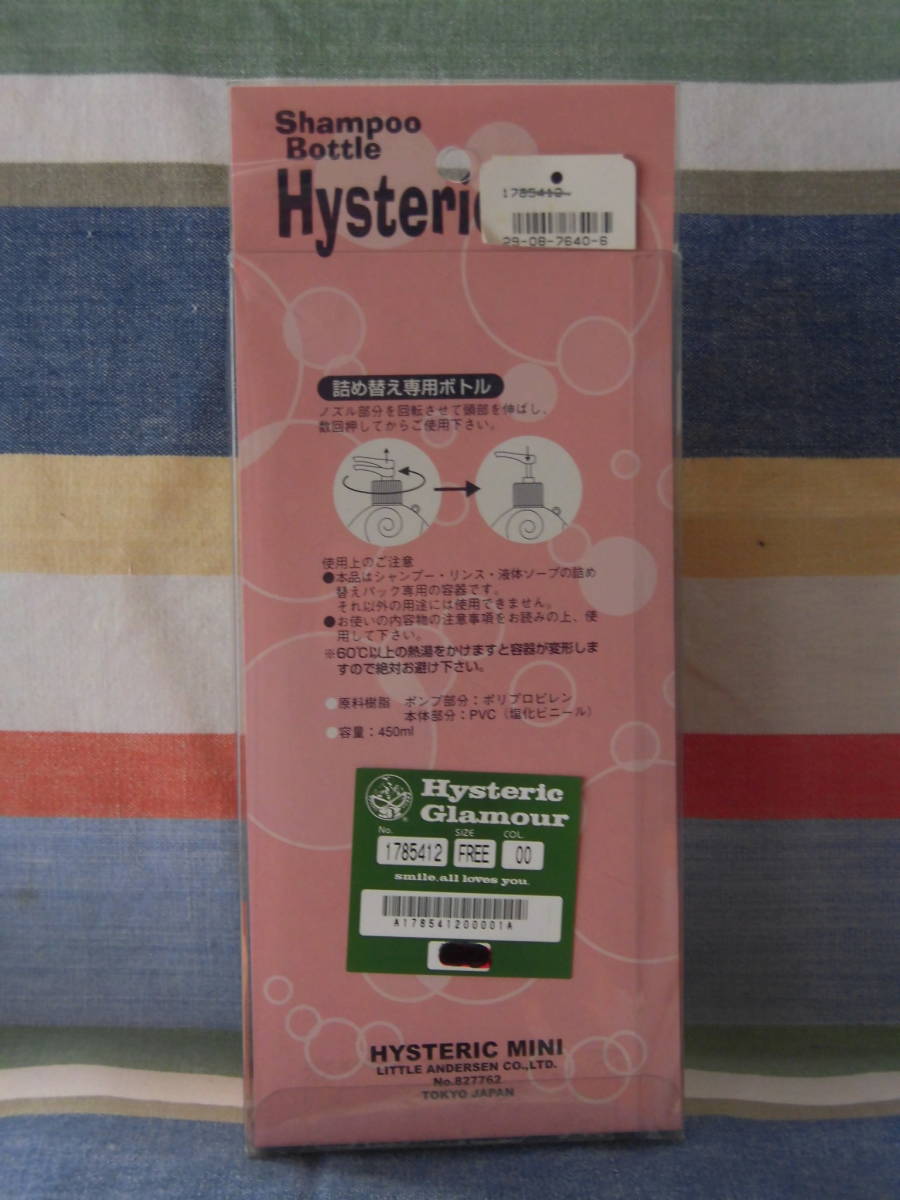 Shampoo
Bottle
Hysteric
1785412
29-08-7640-6
詰め替え専用ボトル
ノズル部分を回転させて頭部を伸ばし、
数回押してからご使用下さい。
使用上のご注意
●本品はシャンプー・リンス・液体ソープの詰め
替えパック専用の容器です。
それ以外の用途には使用できません。
●お使いの内容物の注意事項をお読みの上、使
用して下さい。
※60℃以上の熱湯をかけますと容器が変形しま
すので絶対お避け下さい。
●原料樹脂 ポンプ部分：ポリプロピレン
本体部分：PVC（塩化ビニール）
●容量：450ml
Hysteric
Glamour
No. SIZE COL.
1785412 FREE 00
smile.all loves you.
A178541200001A
HYSTERIC MINI
LITTLE ANDERSEN CO.,LTD.
No.827762
TOKYO JAPAN